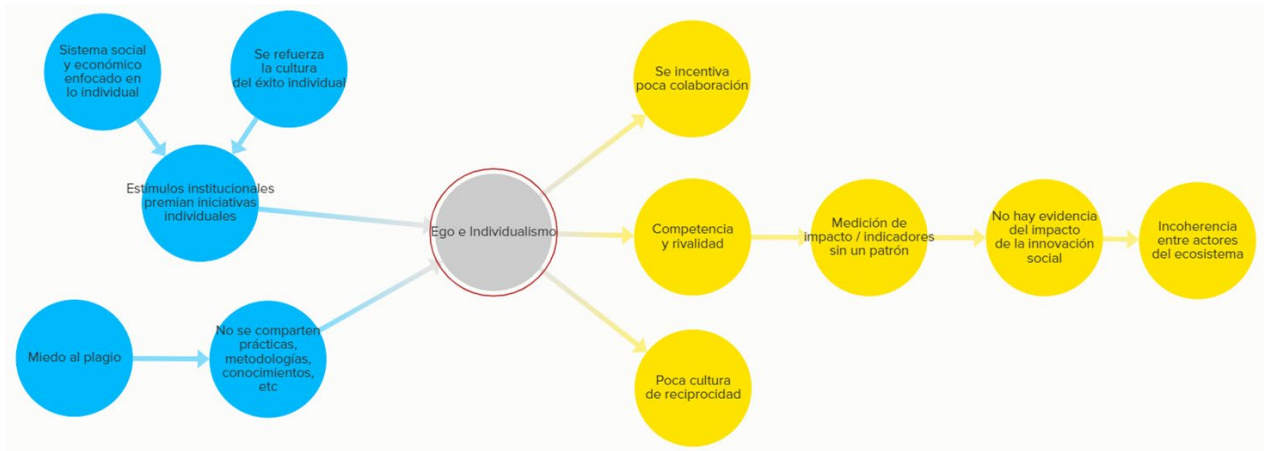 Sistema social
y económico
enfocado en
lo individual
Se refuerza
la cultura
del éxito individual
Estímulos institucionales
premian iniciativas
individuales
Miedo al plagio
No se comparten
prácticas,
metodologías,
conocimientos,
etc
Ego e Individualismo
Se incentiva
poca colaboración
Competencia
y rivalidad
Medición de
impacto / indicadores
sin un patrón
No hay evidencia
del impacto
de la innovación
social
Incoherencia
entre actores
del ecosistema
Poca cultura
de reciprocidad